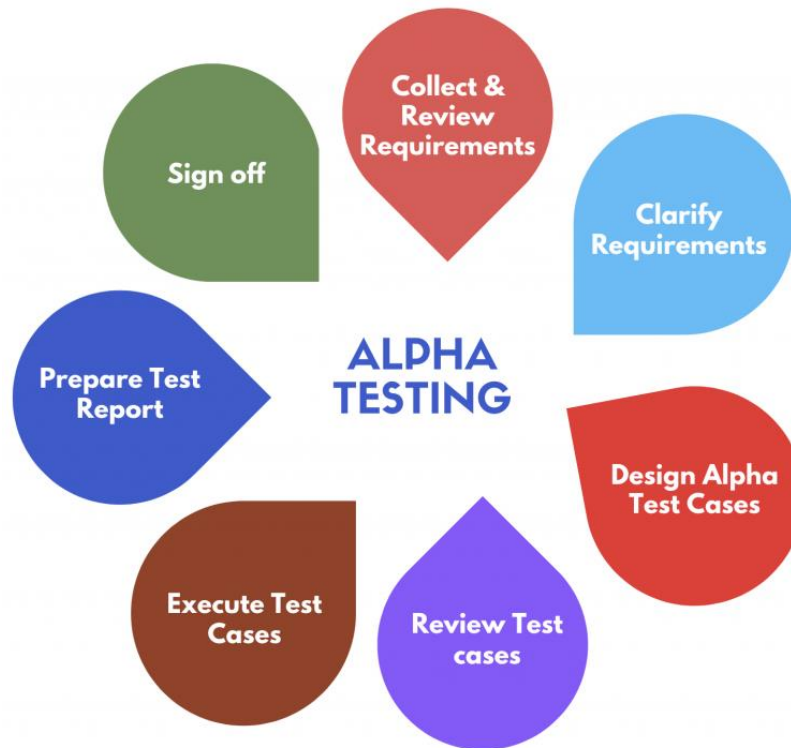 Collect &
Review
Requirements
Clarify
Requirements
Design Alpha
Test Cases
Review Test
cases
Execute Test
Cases
Prepare Test
Report
Sign off
ALPHA
TESTING